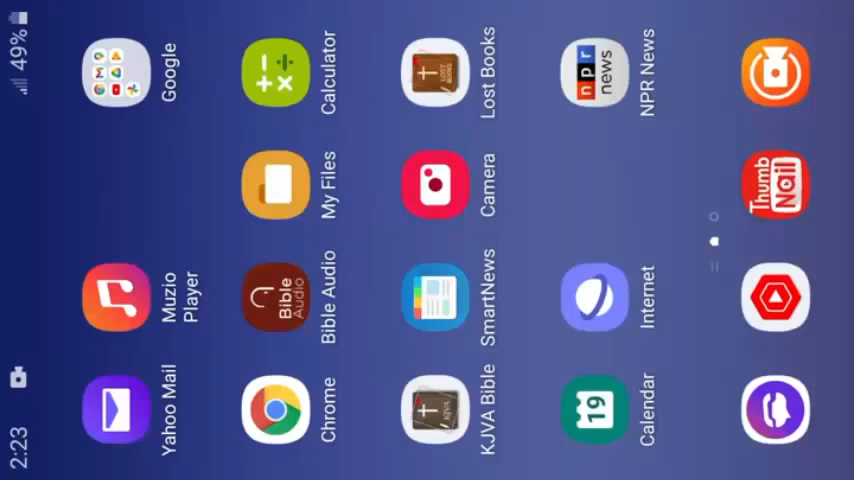 2:23 49%
Yahoo Mail
Muzio
Player
Google
Bible
Audio
Chrome
Bible Audio
My Files
Calculator
KJVA
LOST
BOOKS
KJVA Bible
SmartNews
Camera
Lost Books
19
npr
news
Calendar
Internet
NPR News
Thumb
Nail